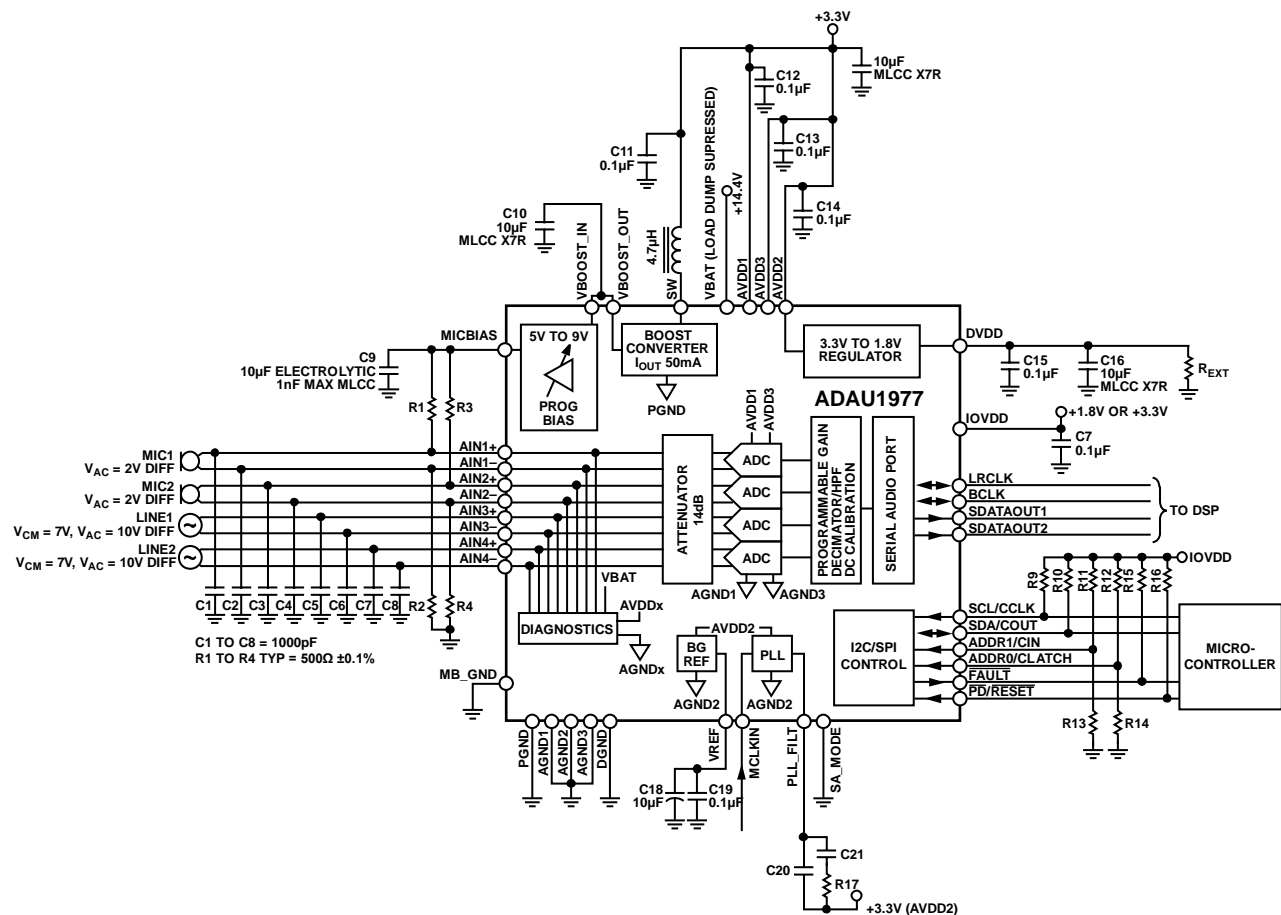 +3.3V
10µF
MLCC X7R
C12
0.1µF
C13
0.1µF
C11
0.1µF
C14
0.1µF
VBAT (LOAD DUMP SUPRESSED)
+14.4V
C10
10µF
MLCC X7R
VBOOST_IN
VBOOST_OUT
4.7µH
SW
AVDD1
AVDD3
AVDD2
MICBIAS
5V TO 9V
PROG
BIAS
BOOST
CONVERTER
IOUT 50mA
PGND
3.3V TO 1.8V
REGULATOR
DVDD
C9
10µF ELECTROLYTIC
1nF MAX MLCC
R1
R3
C15
0.1µF
C16
10µF
MLCC X7R
REXT
ADAU1977
AVDD1
AVDD3
+1.8V OR +3.3V
IOVDD
C7
0.1µF
MIC1
VAC = 2V DIFF
MIC2
VAC = 2V DIFF
LINE1
VCM = 7V, VAC = 10V DIFF
LINE2
VCM = 7V, VAC = 10V DIFF
AIN1+
AIN1–
AIN2+
AIN2–
AIN3+
AIN3–
AIN4+
AIN4–
ATTENUATOR
14dB
ADC
ADC
ADC
ADC
AGND1
AGND3
PROGRAMMABLE GAIN
DECIMATOR/HPF
DC CALIBRATION
SERIAL AUDIO PORT
LRCLK
BCLK
SDATAOUT1
SDATAOUT2
TO DSP
C1
C2
C3
C4
C5
C6
C7
C8
R2
R4
C1 TO C8 = 1000pF
R1 TO R4 TYP = 500Ω ±0.1%
VBAT
AVDDx
DIAGNOSTICS
AGNDx
AVDD2
BG
REF
PLL
AGND2
AGND2
IOVDD
R9
R10
R11
R12
R15
R16
I2C/SPI
CONTROL
SCL/CCLK
SDA/COUT
ADDR1/CIN
ADDR0/CLATCH
FAULT
PD/RESET
MICRO-
CONTROLLER
R13
R14
MB_GND
PGND
AGND1
AGND2
AGND3
DGND
VREF
MCLKIN
PLL_FILT
SA_MODE
C18
10µF
C19
0.1µF
C20
C21
R17
+3.3V (AVDD2)